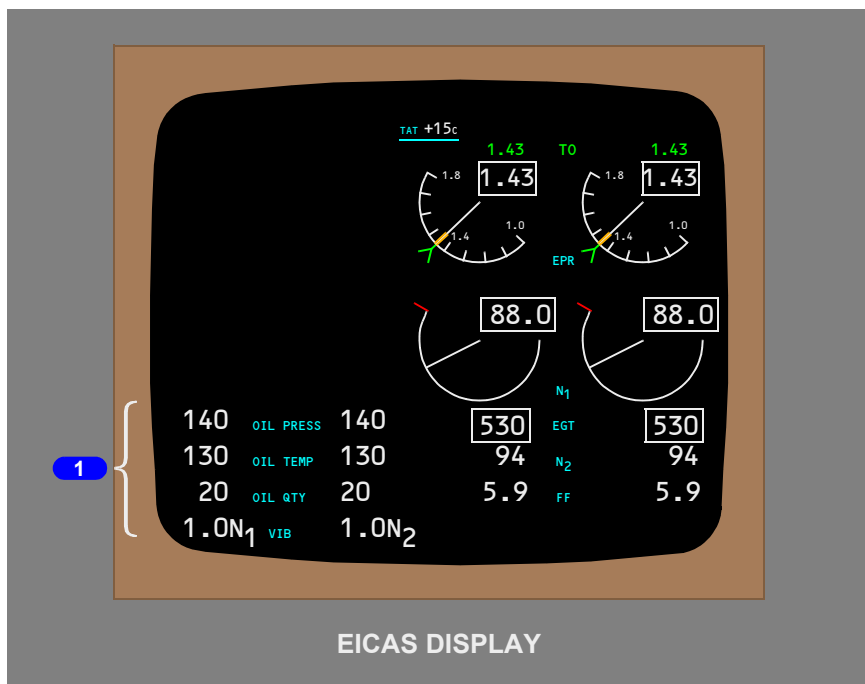 TAT +15c
1.43 TO 1.43
1.43 1.43
1.8 1.8
1.0 1.0
1.4 1.4
EPR
88.0 88.0
N1
140 OIL PRESS 140 530 EGT 530
130 OIL TEMP 130 94 N2 94
20 OIL QTY 20 5.9 FF 5.9
1.0N1 VIB 1.0N2
1
EICAS DISPLAY